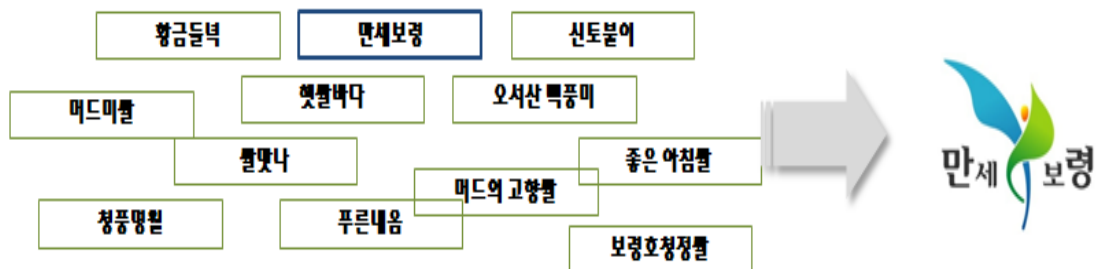 황금들녘
만세보령
신토불이
햇쌀바다
오서산 백풍미
머드미쌀
쌀맛나
좋은 아침쌀
머드의 고향쌀
청풍명월
푸른내음
보령호청정쌀
만세 보령